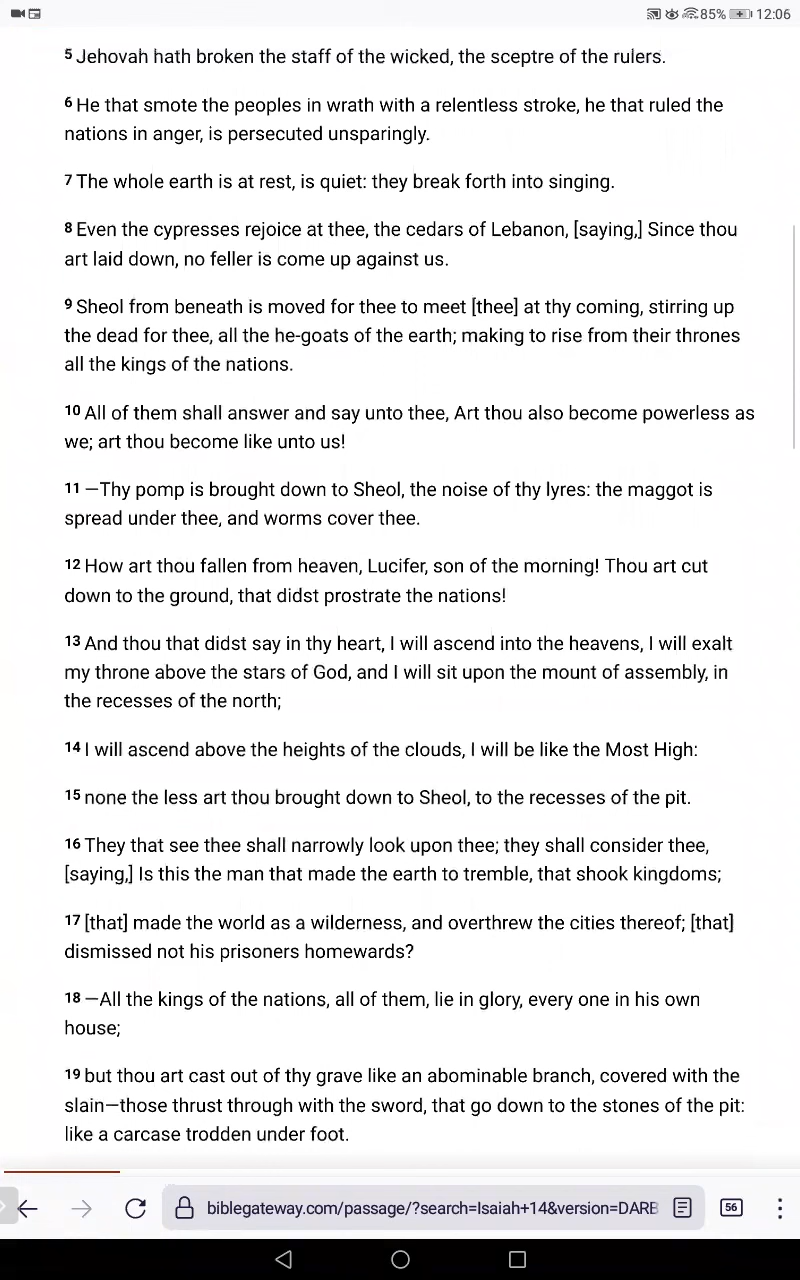 85% 12:06
5 Jehovah hath broken the staff of the wicked, the sceptre of the rulers.
6 He that smote the peoples in wrath with a relentless stroke, he that ruled the
nations in anger, is persecuted unsparingly.
7 The whole earth is at rest, is quiet: they break forth into singing.
8 Even the cypresses rejoice at thee, the cedars of Lebanon, [saying,] Since thou
art laid down, no feller is come up against us.
9 Sheol from beneath is moved for thee to meet [thee] at thy coming, stirring up
the dead for thee, all the he-goats of the earth; making to rise from their thrones
all the kings of the nations.
10 All of them shall answer and say unto thee, Art thou also become powerless as
we; art thou become like unto us!
11 —Thy pomp is brought down to Sheol, the noise of thy lyres: the maggot is
spread under thee, and worms cover thee.
12 How art thou fallen from heaven, Lucifer, son of the morning! Thou art cut
down to the ground, that didst prostrate the nations!
13 And thou that didst say in thy heart, I will ascend into the heavens, I will exalt
my throne above the stars of God, and I will sit upon the mount of assembly, in
the recesses of the north;
14 I will ascend above the heights of the clouds, I will be like the Most High:
15 none the less art thou brought down to Sheol, to the recesses of the pit.
16 They that see thee shall narrowly look upon thee; they shall consider thee,
[saying,] Is this the man that made the earth to tremble, that shook kingdoms;
17 [that] made the world as a wilderness, and overthrew the cities thereof; [that]
dismissed not his prisoners homewards?
18 —All the kings of the nations, all of them, lie in glory, every one in his own
house;
19 but thou art cast out of thy grave like an abominable branch, covered with the
slain—those thrust through with the sword, that go down to the stones of the pit:
like a carcase trodden under foot.
biblegateway.com/passage/?search=Isaiah+14&version=DARB 56